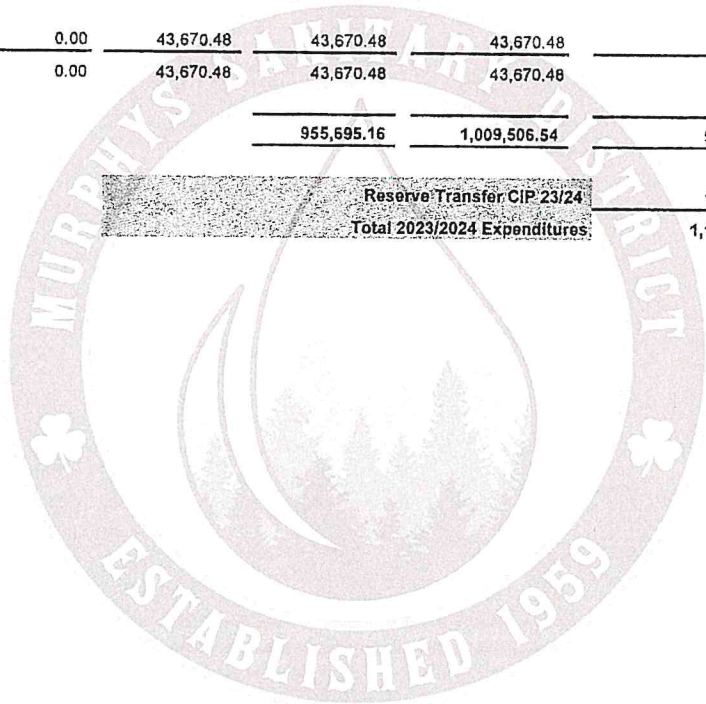 0.00 43,670.48 43,670.48 43,670.48
0.00 43,670.48 43,670.48 43,670.48
955,695.16 1,009,506.54
Reserve Transfer CIP 23/24
Total 2023/2024 Expenditures 1,1
MURPHYS SANITARY DISTRICT
ESTABLISHED 1959